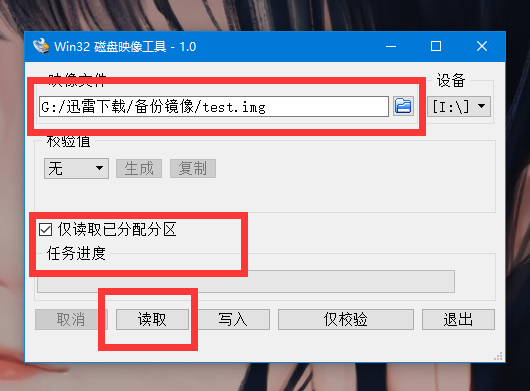 Win32 磁盘映像工具 - 1.0
映像文件 设备
G:/迅雷下载/备份镜像/test.img [I:\]
校验值
无 生成 复制
仅读取已分配分区
任务进度
取消 读取 写入 仅校验 退出